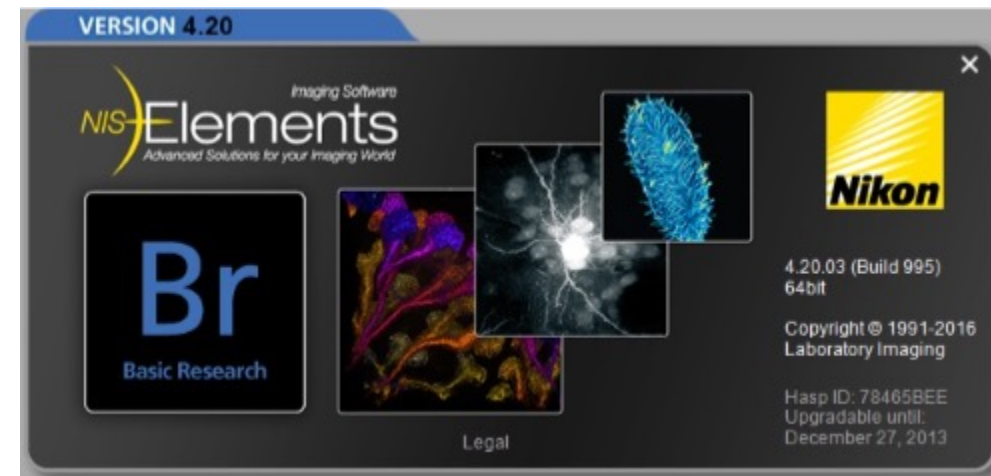 VERSION 4.20
Imaging Software
NIS Elements
Advanced Solutions for your Imaging World
Nikon
Br
Basic Research
4.20.03 (Build 995)
64bit
Copyright © 1991-2016
Laboratory Imaging
Hasp ID: 78465BEE
Upgradable until:
December 27, 2013
Legal